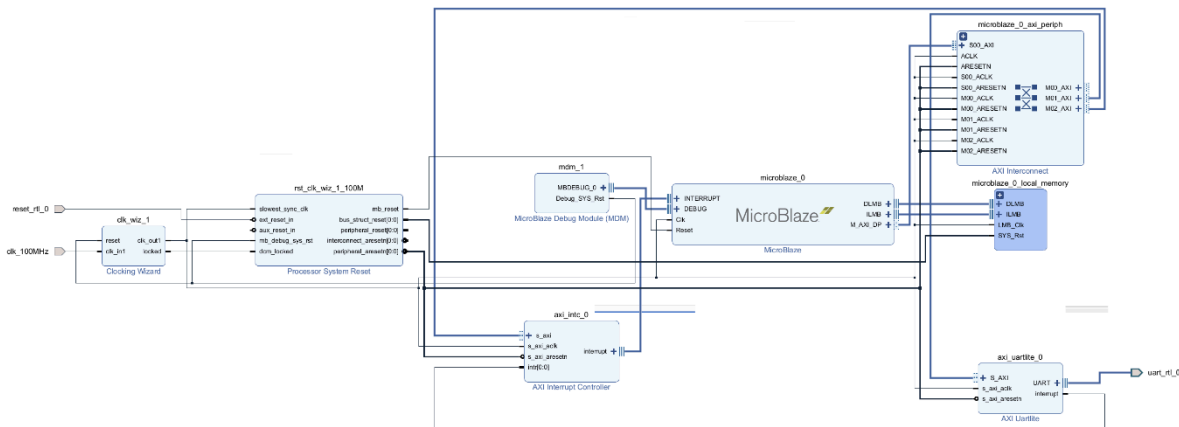 microblaze_0_axi_periph
S00_AXI
ACLK
ARESETN
S00_ACLK
S00_ARESETN
M00_ACLK
M00_ARESETN
M01_ACLK
M01_ARESETN
M02_ACLK
M02_ARESETN
M00_AXI
M01_AXI
M02_AXI
AXI Interconnect
reset_rtl_0
clk_100MHz
clk_wiz_1
reset
clk_in1
clk_out1
locked
Clocking Wizard
rst_clk_wiz_1_100M
slowest_sync_clk
ext_reset_in
aux_reset_in
mb_debug_sys_rst
dcm_locked
mb_reset
bus_struct_reset[0:0]
peripheral_reset[0:0]
interconnect_aresetn[0:0]
peripheral_aresetn[0:0]
Processor System Reset
mdm_1
MBDEBUG_0
Debug_SYS_Rst
MicroBlaze Debug Module (MDM)
microblaze_0
INTERRUPT
DEBUG
Clk
Reset
MicroBlaze
DLMB
ILMB
M_AXI_DP
MicroBlaze
microblaze_0_local_memory
DLMB
ILMB
LMB_Clk
SYS_Rst
axi_intc_0
s_axi
s_axi_aclk
s_axi_aresetn
intr[0:0]
interrupt
AXI Interrupt Controller
axi_uartlite_0
S_AXI
s_axi_aclk
s_axi_aresetn
UART
interrupt
AXI Uartlite
uart_rtl_0